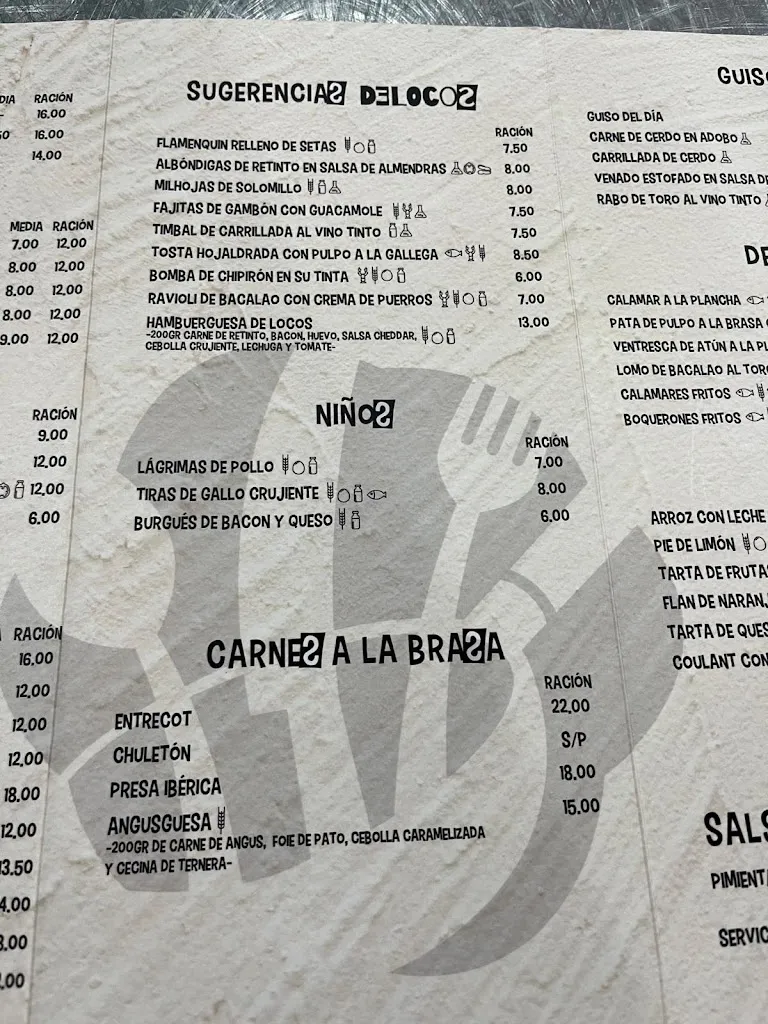 DIA RACIÓN
16.00
16.00
14.00
MEDIA RACIÓN
7.00 12,00
8.00 12,00
8.00 12,00
8.00 12,00
9.00 12,00
RACIÓN
9.00
12,00
12,00
6.00
RACIÓN
16.00
12.00
12,00
12,00
18.00
12,00
13.50
4.00
8.00
.00
SUGERENCIAS DELOCOS
RACIÓN
FLAMENQUIN RELLENO DE SETAS 7.50
ALBÓNDIGAS DE RETINTO EN SALSA DE ALMENDRAS 8.00
MILHOJAS DE SOLOMILLO 8.00
FAJITAS DE GAMBÓN CON GUACAMOLE 7.50
TIMBAL DE CARRILLADA AL VINO TINTO 7.50
TOSTA HOJALDRADA CON PULPO A LA GALLEGA 8.50
BOMBA DE CHIPIRÓN EN SU TINTA 6.00
RAVIOLI DE BACALAO CON CREMA DE PUERROS 7.00
HAMBUERGUESA DE LOCOS 13.00
-200GR CARNE DE RETINTO, BACON, HUEVO, SALSA CHEDDAR,
CEBOLLA CRUJIENTE, LECHUGA Y TOMATE-
NIÑOS
RACIÓN
LÁGRIMAS DE POLLO 7.00
TIRAS DE GALLO CRUJIENTE 8.00
BURGUÉS DE BACON Y QUESO 6.00
CARNES A LA BRASA
RACIÓN
ENTRECOT 22.00
CHULETÓN S/P
PRESA IBÉRICA 18.00
ANGUSGUESA 15.00
-200GR DE CARNE DE ANGUS, FOIE DE PATO, CEBOLLA CARAMELIZADA
Y CECINA DE TERNERA-
GUISO
GUISO DEL DÍA
CARNE DE CERDO EN ADOBO
CARRILLADA DE CERDO
VENADO ESTOFADO EN SALSA DE
RABO DE TORO AL VINO TINTO
DE
CALAMAR A LA PLANCHA
PATA DE PULPO A LA BRASA
VENTRESCA DE ATÚN A LA PL
LOMO DE BACALAO AL TOR
CALAMARES FRITOS
BOQUERONES FRITOS
ARROZ CON LECHE
PIE DE LIMÓN
TARTA DE FRUTAS
FLAN DE NARANJ
TARTA DE QUES
COULANT CON
SALS
PIMIENTA
SERVIC